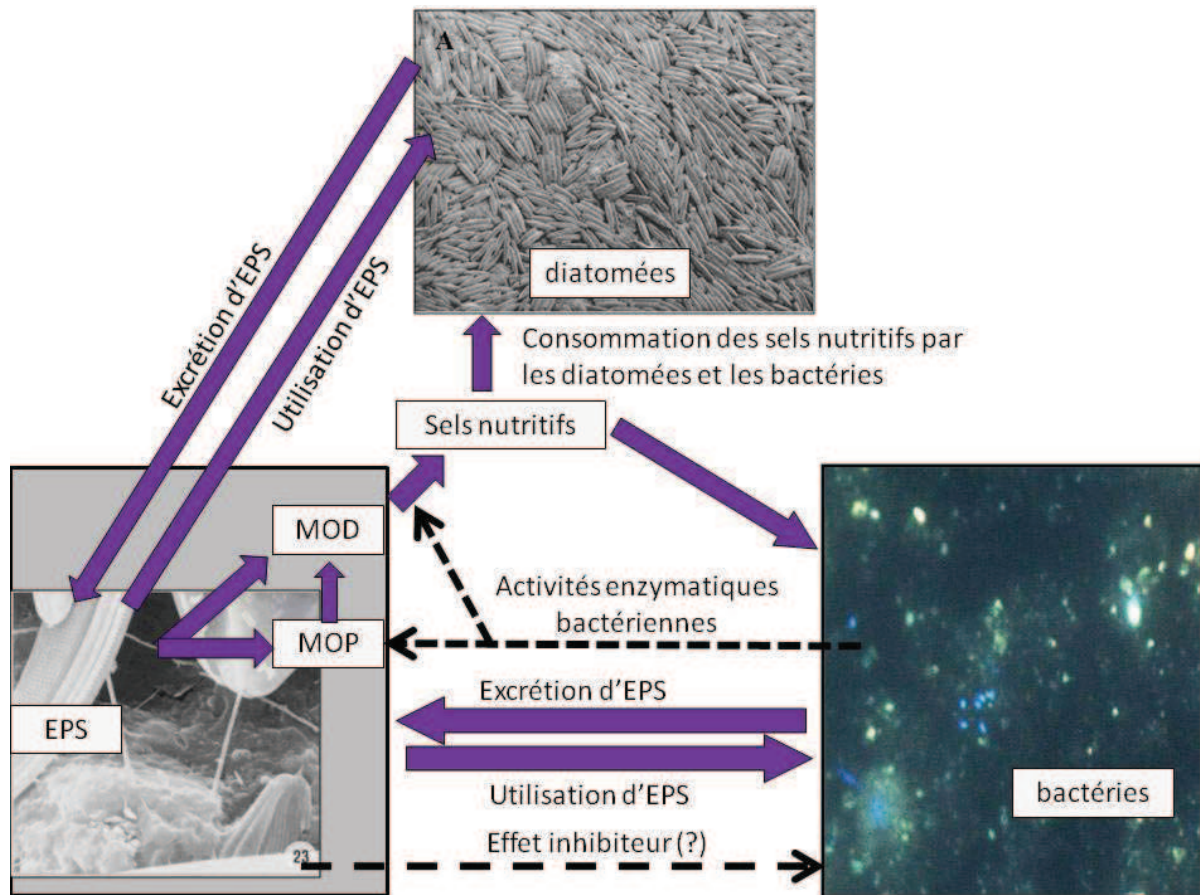 A
diatomées
Excrétion d'EPS
Utilisation d'EPS
Consommation des sels nutritifs par
les diatomées et les bactéries
Sels nutritifs
MOD
Activités enzymatiques
bactériennes
MOP
Excrétion d'EPS
EPS
Utilisation d'EPS
bactéries
Effet inhibiteur (?)
23